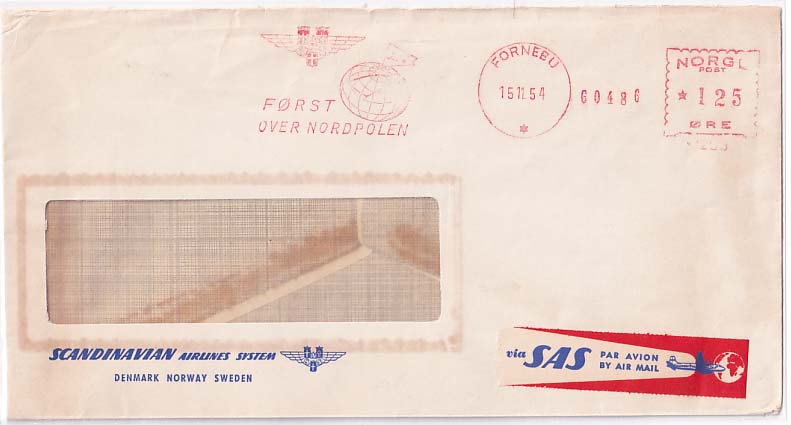 FØRST
OVER NORDPOLEN
FORNEBU
15.11.54
60486
NORGE
POST
* 125
ØRE
SCANDINAVIAN AIRLINES SYSTEM
DENMARK NORWAY SWEDEN
via SAS
PAR AVION
BY AIR MAIL